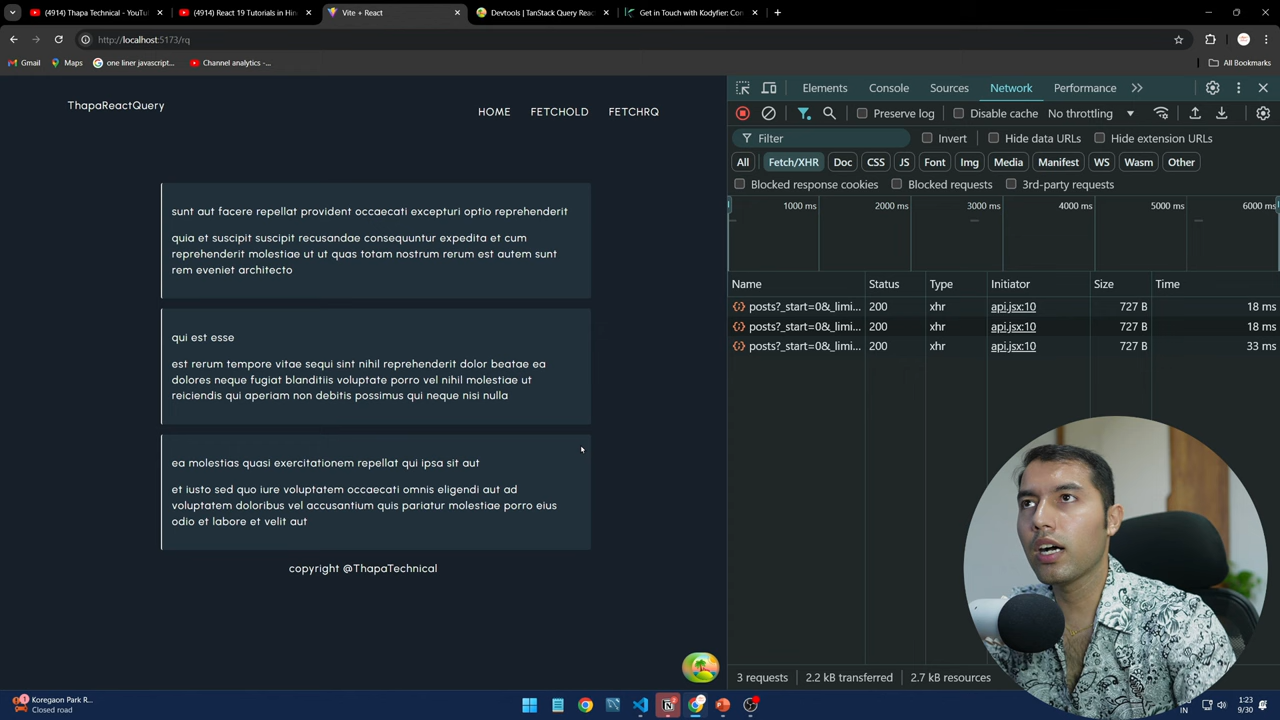 (4914) Thapa Technical - YouTu
(4914) React 19 Tutorials in Hin
Vite + React
Devtools | TanStack Query Reac
Get in Touch with Kodyfier: Con
http://localhost:5173/rq
Gmail
Maps
one liner javascript...
Channel analytics -...
All Bookmarks
ThapaReactQuery
HOME
FETCHOLD
FETCHRQ
sunt aut facere repellat provident occaecati excepturi optio reprehenderit
quia et suscipit suscipit recusandae consequuntur expedita et cum
reprehenderit molestiae ut ut quas totam nostrum rerum est autem sunt
rem eveniet architecto
qui est esse
est rerum tempore vitae sequi sint nihil reprehenderit dolor beatae ea
dolores neque fugiat blanditiis voluptate porro vel nihil molestiae ut
reiciendis qui aperiam non debitis possimus qui neque nisi nulla
ea molestias quasi exercitationem repellat qui ipsa sit aut
et iusto sed quo iure voluptatem occaecati omnis eligendi aut ad
voluptatem doloribus vel accusantium quis pariatur molestiae porro eius
odio et labore et velit aut
copyright @ThapaTechnical
Elements
Console
Sources
Network
Performance
Preserve log
Disable cache
No throttling
Filter
Invert
Hide data URLs
Hide extension URLs
All
Fetch/XHR
Doc
CSS
JS
Font
Img
Media
Manifest
WS
Wasm
Other
Blocked response cookies
Blocked requests
3rd-party requests
1000 ms
2000 ms
3000 ms
4000 ms
5000 ms
6000 ms
Name
Status
Type
Initiator
Size
Time
posts?_start=0&_limi... 200 xhr api.jsx:10 727 B 18 ms
posts?_start=0&_limi... 200 xhr api.jsx:10 727 B 18 ms
posts?_start=0&_limi... 200 xhr api.jsx:10 727 B 33 ms
3 requests
2.2 kB transferred
2.7 kB resources
Koregaon Park R...
Closed road
IN
1:23
9/30